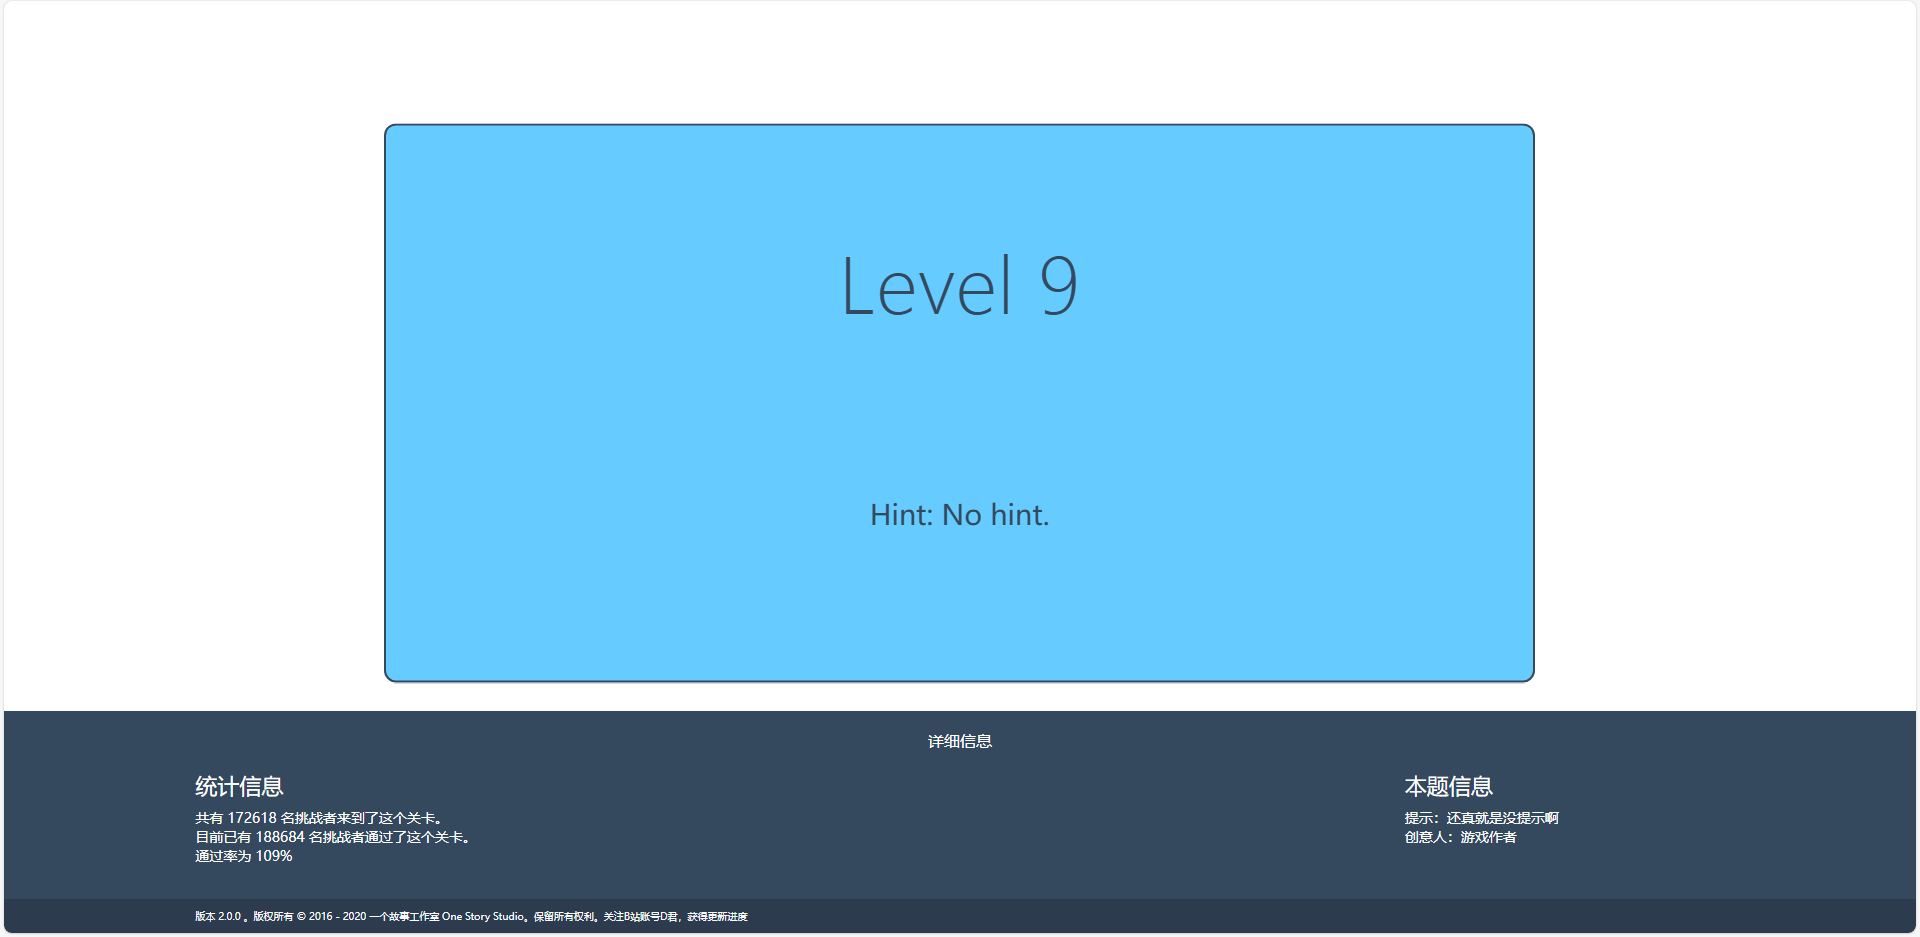 Level 9
Hint: No hint.
详细信息
统计信息
共有 172618 名挑战者来到了这个关卡。
目前已有 188684 名挑战者通过了这个关卡。
通过率为 109%
本题信息
提示：还真就是没提示啊
创意人：游戏作者
版本 2.0.0 。版权所有 © 2016 - 2020 一个故事工作室 One Story Studio。保留所有权利。关注B站账号D君，获得更新进度